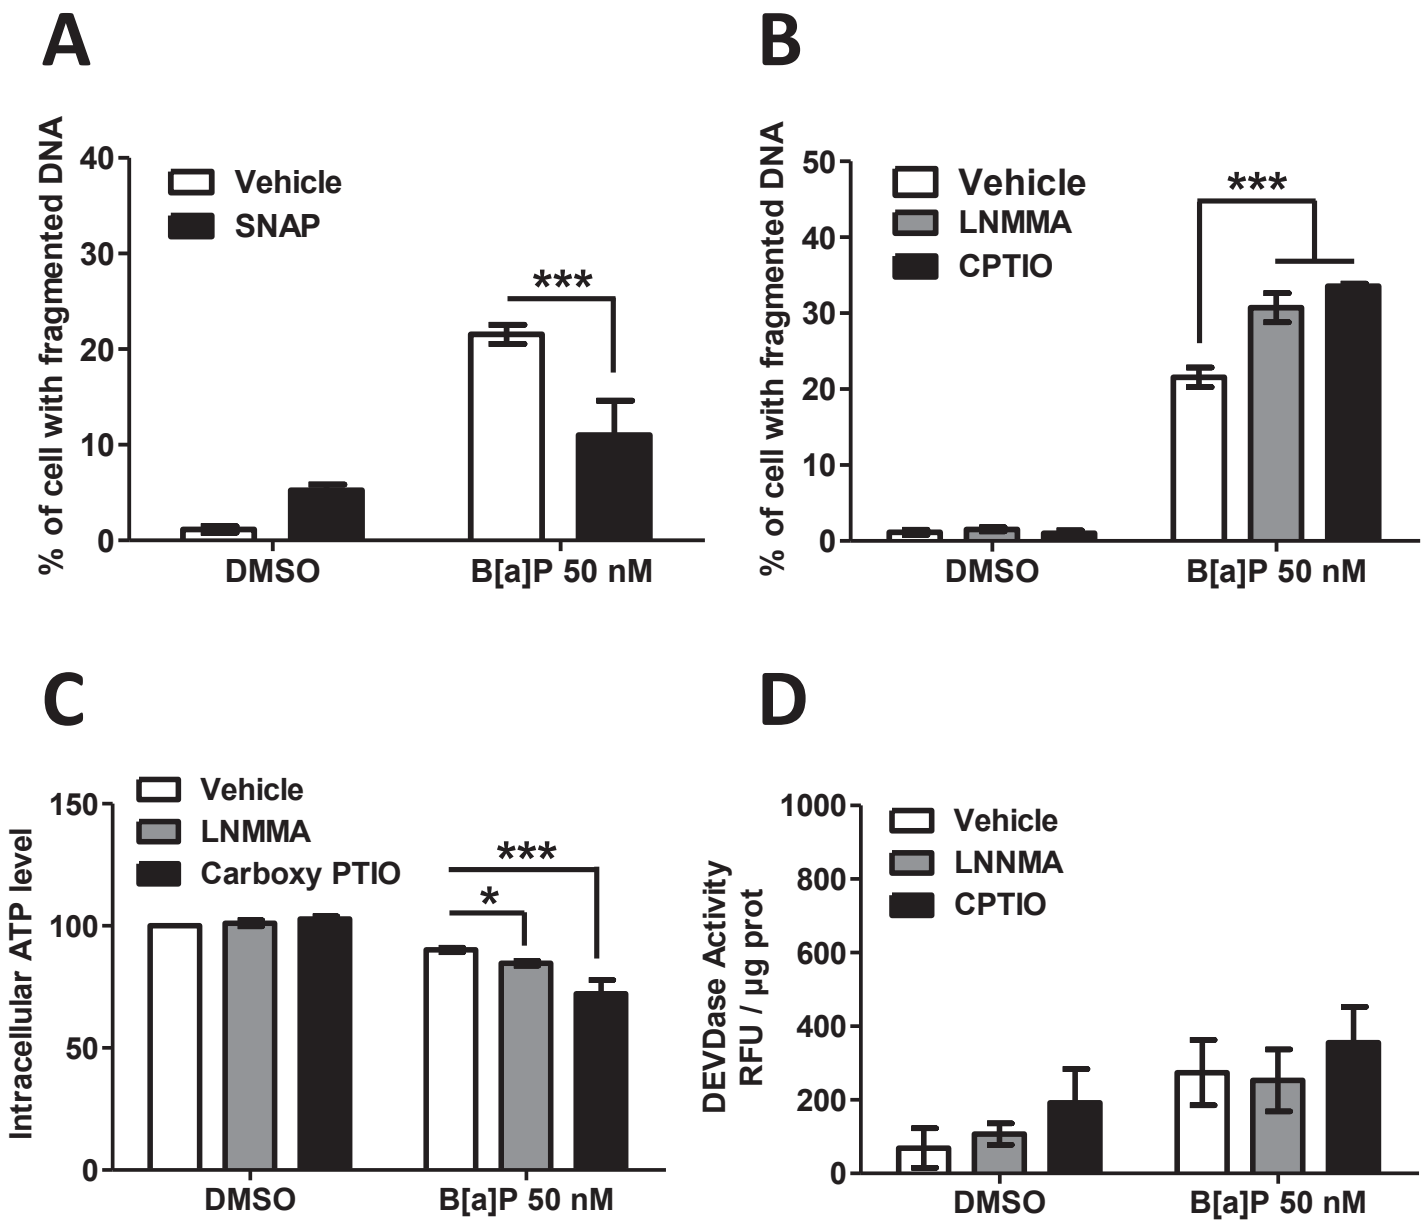 A
% of cell with fragmented DNA
40
30
20
10
0
Vehicle
SNAP
***
DMSO
B[a]P 50 nM
B
% of cell with fragmented DNA
50
40
30
20
10
0
Vehicle
LNMMA
CPTIO
***
DMSO
B[a]P 50 nM
C
Intracellular ATP level
150
100
50
0
Vehicle
LNMMA
Carboxy PTIO
***
*
DMSO
B[a]P 50 nM
D
DEVDase Activity
RFU / µg prot
1000
800
600
400
200
0
Vehicle
LNNMA
CPTIO
DMSO
B[a]P 50 nM